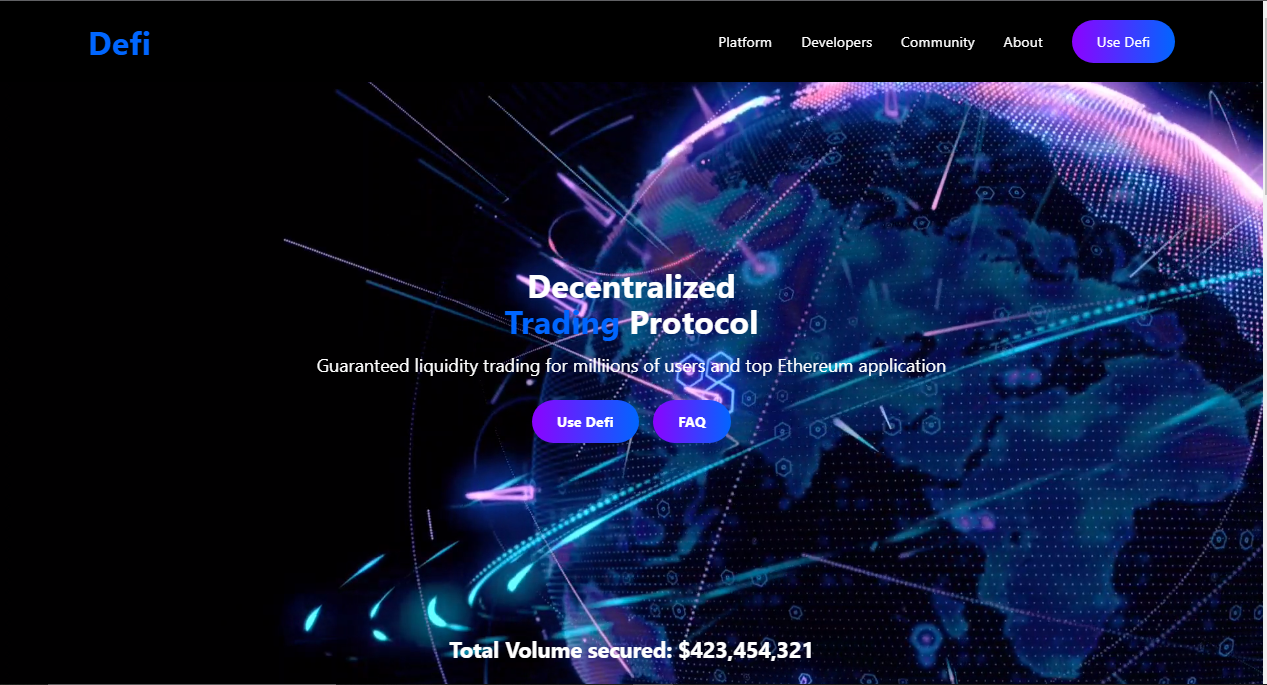 Defi
Platform
Developers
Community
About
Use Defi
Decentralized
Trading Protocol
Guaranteed liquidity trading for milliions of users and top Ethereum application
Use Defi
FAQ
Total Volume secured: $423,454,321